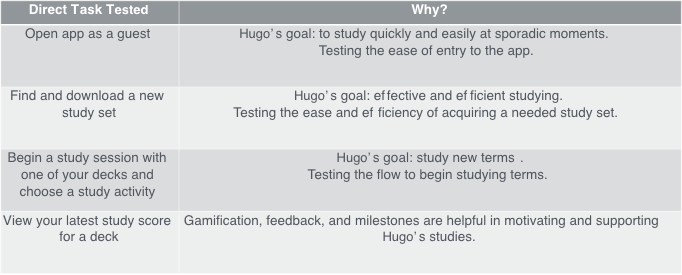 Direct Task Tested Why?
Open app as a guest
Hugo's goal: to study quickly and easily at sporadic moments.
Testing the ease of entry to the app.
Find and download a new
study set
Hugo's goal: effective and efficient studying.
Testing the ease and efficiency of acquiring a needed study set.
Begin a study session with
one of your decks and
choose a study activity
Hugo's goal: study new terms .
Testing the flow to begin studying terms.
View your latest study score
for a deck
Gamification, feedback, and milestones are helpful in motivating and supporting
Hugo's studies.